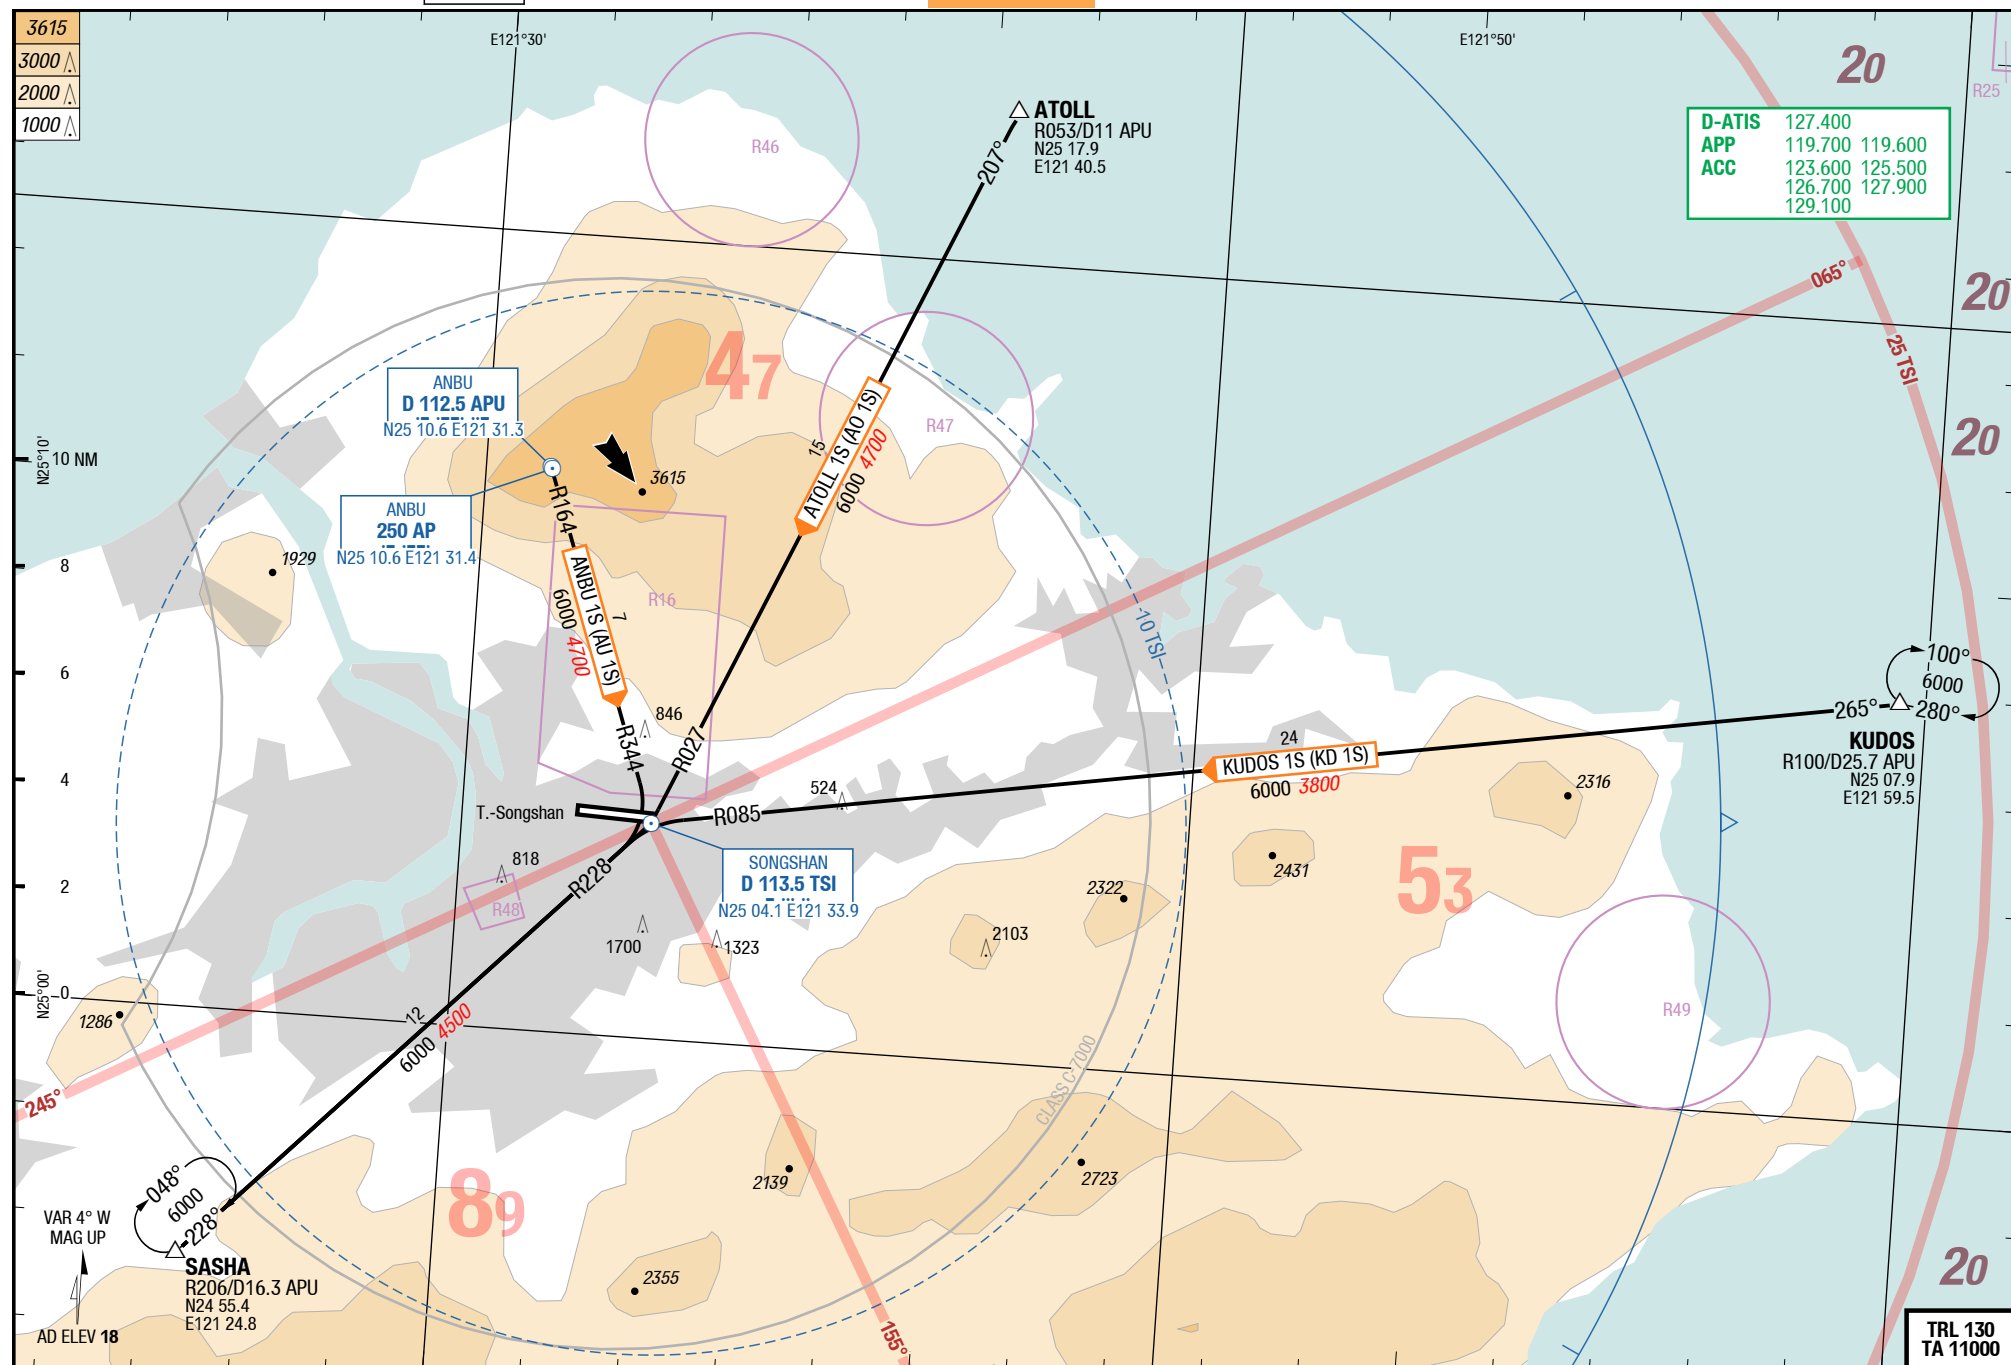 3615
3000
2000
1000
E121°30'
E121°50'
20
R25
ATOLL
R053/D11 APU
N25 17.9
E121 40.5
207°
R46
D-ATIS 127.400
APP 119.700 119.600
ACC 123.600 125.500
126.700 127.900
129.100
065°
20
25 TSI
47
ANBU
D 112.5 APU
N25 10.6 E121 31.3
R47
15
ATOLL 1S (AO 1S)
6000 4700
20
N25°10'
10 NM
3615
R164
ANBU
250 AP
N25 10.6 E121 31.4
1929
8
ANBU 1S (AU 1S)
7
6000 4700
R16
10 TSI
6
100°
6000
265°
280°
KUDOS
R100/D25.7 APU
N25 07.9
E121 59.5
846
R344
R027
24
KUDOS 1S (KD 1S)
6000 3800
4
524
2316
T.-Songshan
R085
818
R228
SONGSHAN
D 113.5 TSI
N25 04.1 E121 33.9
2431
53
2322
2
R48
1700
1323
2103
N25°00'
0
1286
12
6000 4500
R49
CLASS C-7000
245°
048°
6000
228°
2139
2723
89
VAR 4° W
MAG UP
SASHA
R206/D16.3 APU
N24 55.4
E121 24.8
2355
20
AD ELEV 18
155°
TRL 130
TA 11000